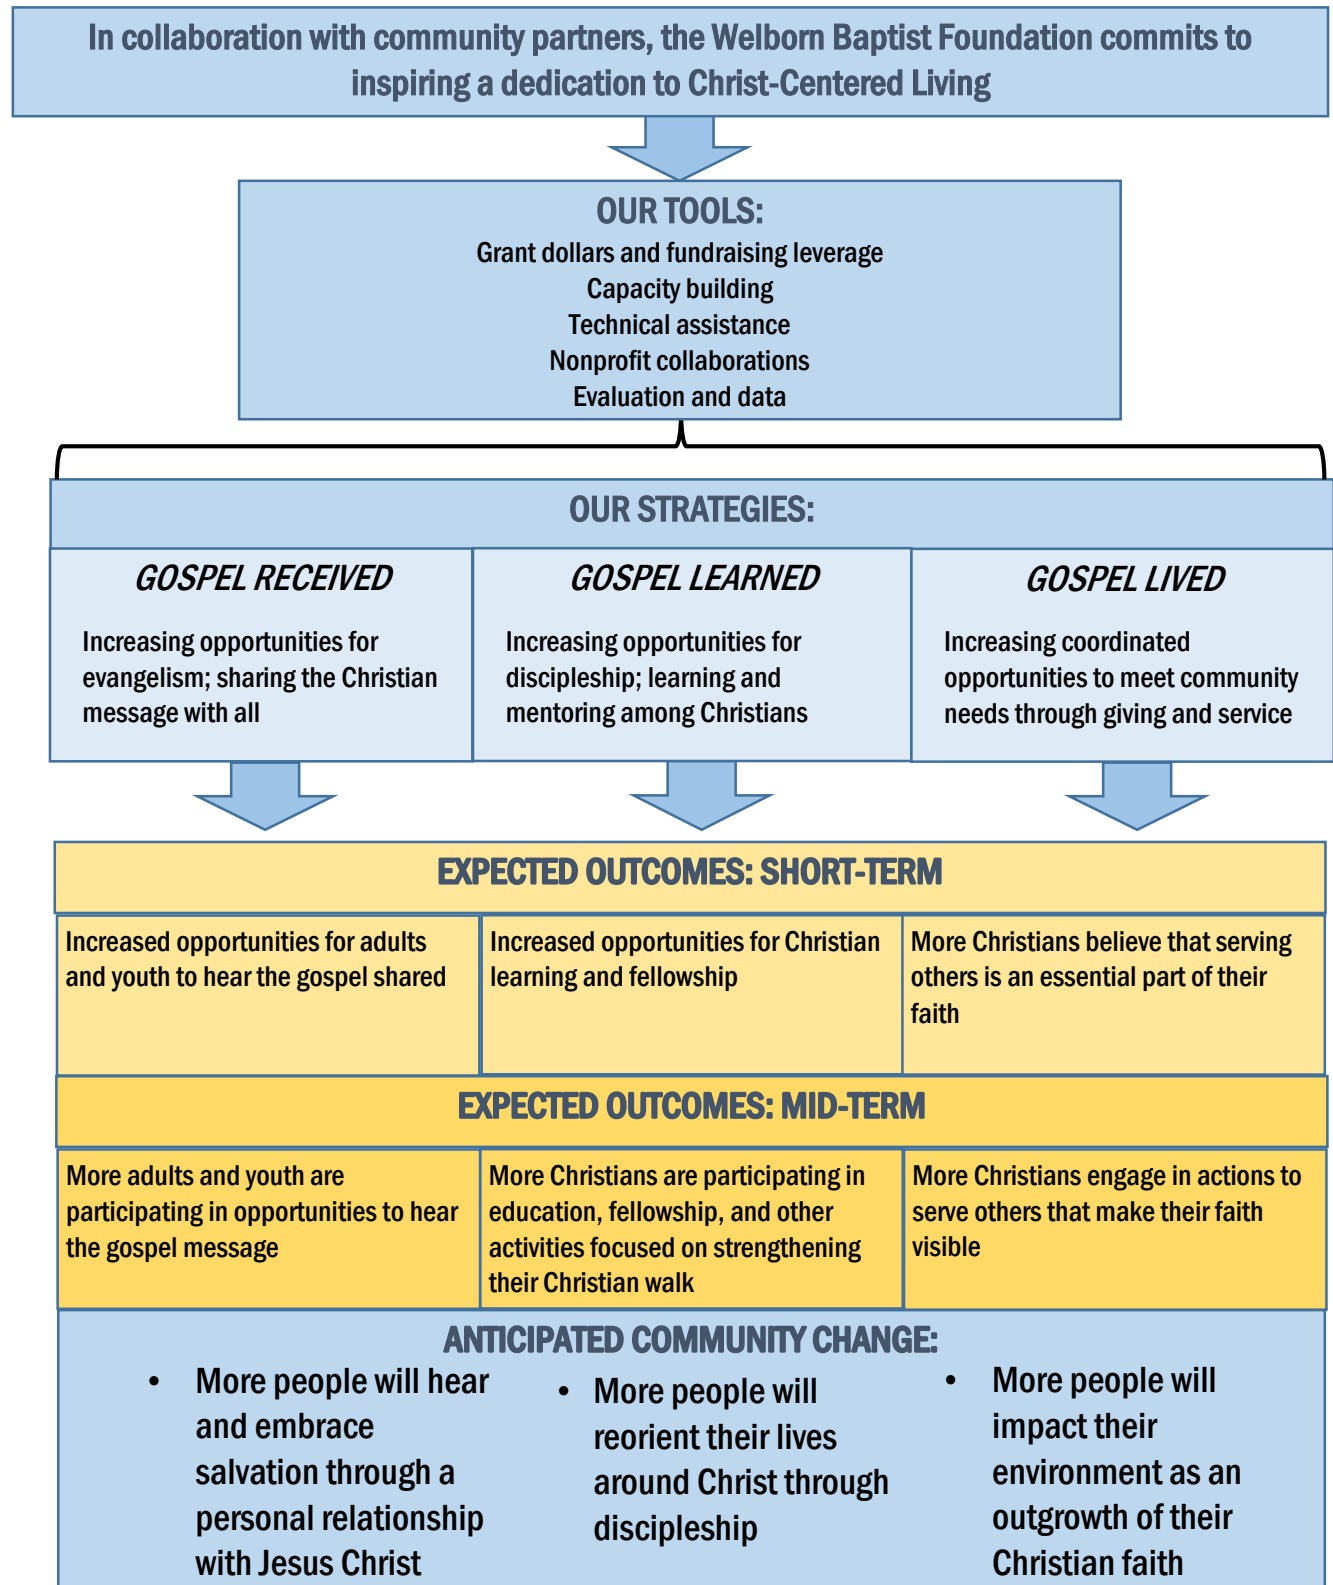 In collaboration with community partners, the Welborn Baptist Foundation commits to
inspiring a dedication to Christ-Centered Living
OUR TOOLS:
Grant dollars and fundraising leverage
Capacity building
Technical assistance
Nonprofit collaborations
Evaluation and data
OUR STRATEGIES:
GOSPEL RECEIVED
Increasing opportunities for
evangelism; sharing the Christian
message with all
GOSPEL LEARNED
Increasing opportunities for
discipleship; learning and
mentoring among Christians
GOSPEL LIVED
Increasing coordinated
opportunities to meet community
needs through giving and service
EXPECTED OUTCOMES: SHORT-TERM
Increased opportunities for adults
and youth to hear the gospel shared
Increased opportunities for Christian
learning and fellowship
More Christians believe that serving
others is an essential part of their
faith
EXPECTED OUTCOMES: MID-TERM
More adults and youth are
participating in opportunities to hear
the gospel message
More Christians are participating in
education, fellowship, and other
activities focused on strengthening
their Christian walk
More Christians engage in actions to
serve others that make their faith
visible
ANTICIPATED COMMUNITY CHANGE:
• More people will hear
and embrace
salvation through a
personal relationship
with Jesus Christ
• More people will
reorient their lives
around Christ through
discipleship
• More people will
impact their
environment as an
outgrowth of their
Christian faith